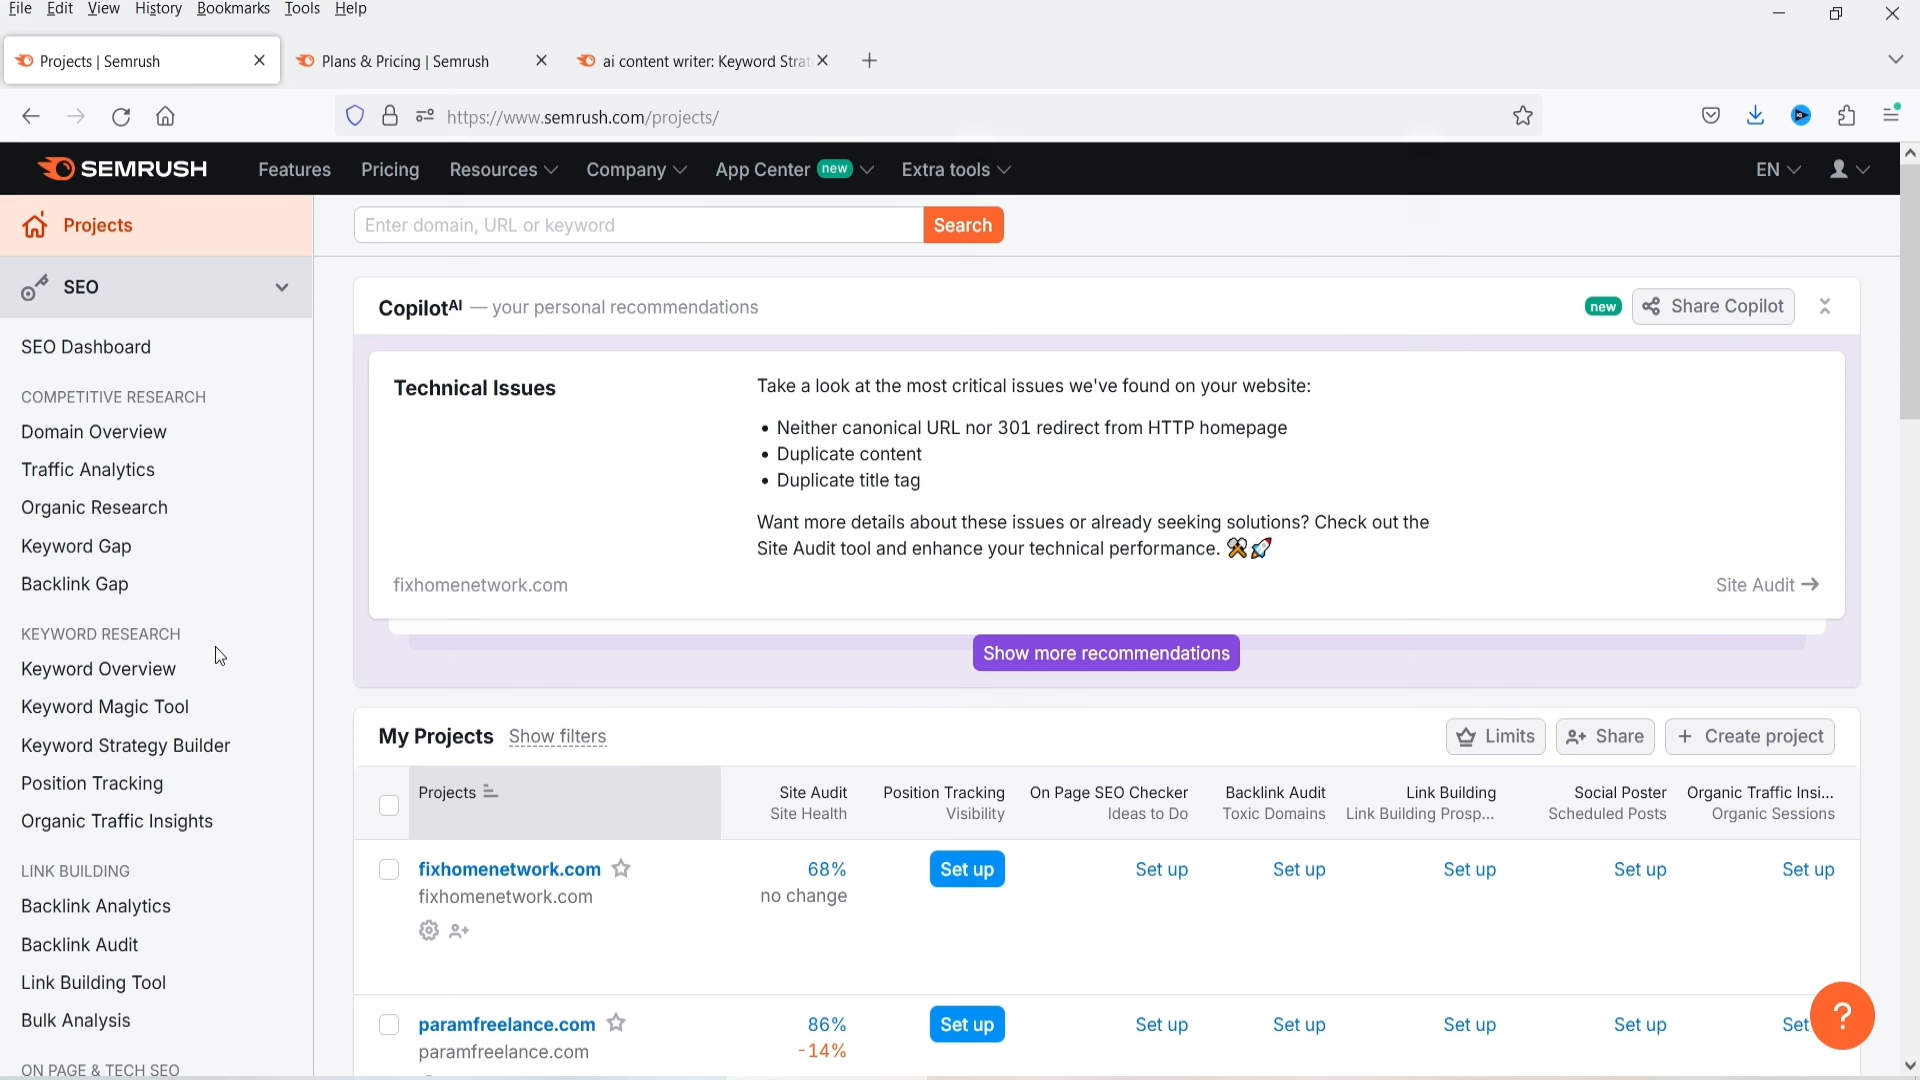 File Edit View History Bookmarks Tools Help
Projects | Semrush
Plans & Pricing | Semrush
ai content writer: Keyword Strat
https://www.semrush.com/projects/
SEMRUSH
Features
Pricing
Resources
Company
App Center new
Extra tools
EN
Projects
Enter domain, URL or keyword
Search
SEO
SEO Dashboard
COMPETITIVE RESEARCH
Domain Overview
Traffic Analytics
Organic Research
Keyword Gap
Backlink Gap
KEYWORD RESEARCH
Keyword Overview
Keyword Magic Tool
Keyword Strategy Builder
Position Tracking
Organic Traffic Insights
LINK BUILDING
Backlink Analytics
Backlink Audit
Link Building Tool
Bulk Analysis
ON PAGE & TECH SEO
CopilotAI — your personal recommendations
new
Share Copilot
Technical Issues
Take a look at the most critical issues we've found on your website:
• Neither canonical URL nor 301 redirect from HTTP homepage
• Duplicate content
• Duplicate title tag
Want more details about these issues or already seeking solutions? Check out the
Site Audit tool and enhance your technical performance. 🛠🚀
fixhomenetwork.com
Site Audit →
Show more recommendations
My Projects
Show filters
Limits
Share
+ Create project
Projects
Site Audit
Site Health
Position Tracking
Visibility
On Page SEO Checker
Ideas to Do
Backlink Audit
Toxic Domains
Link Building
Link Building Prosp...
Social Poster
Scheduled Posts
Organic Traffic Insi...
Organic Sessions
fixhomenetwork.com
fixhomenetwork.com
68%
no change
Set up
Set up
Set up
Set up
Set up
Set up
paramfreelance.com
paramfreelance.com
86%
-14%
Set up
Set up
Set up
Set up
Set up
Set
?